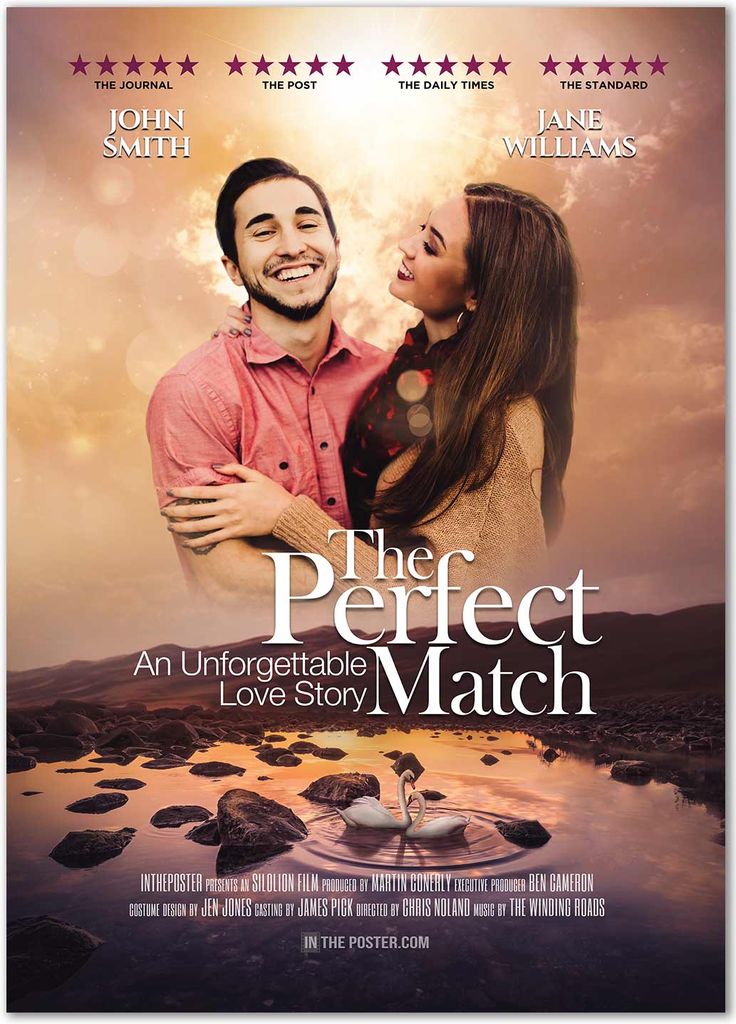 ★★★★★ ★★★★★ ★★★★★ ★★★★★
THE JOURNAL THE POST THE DAILY TIMES THE STANDARD
JOHN
SMITH
JANE
WILLIAMS
The
Perfect
Match
An Unforgettable
Love Story
INTHEPOSTER PRESENTS AN SILOLION FILM PRODUCED BY MARTIN CONERLY EXECUTIVE PRODUCER BEN CAMERON
COSTUME DESIGN BY JEN JONES CASTING BY JAMES PICK DIRECTED BY CHRIS NOLAND MUSIC BY THE WINDING ROADS
IN THE POSTER.COM